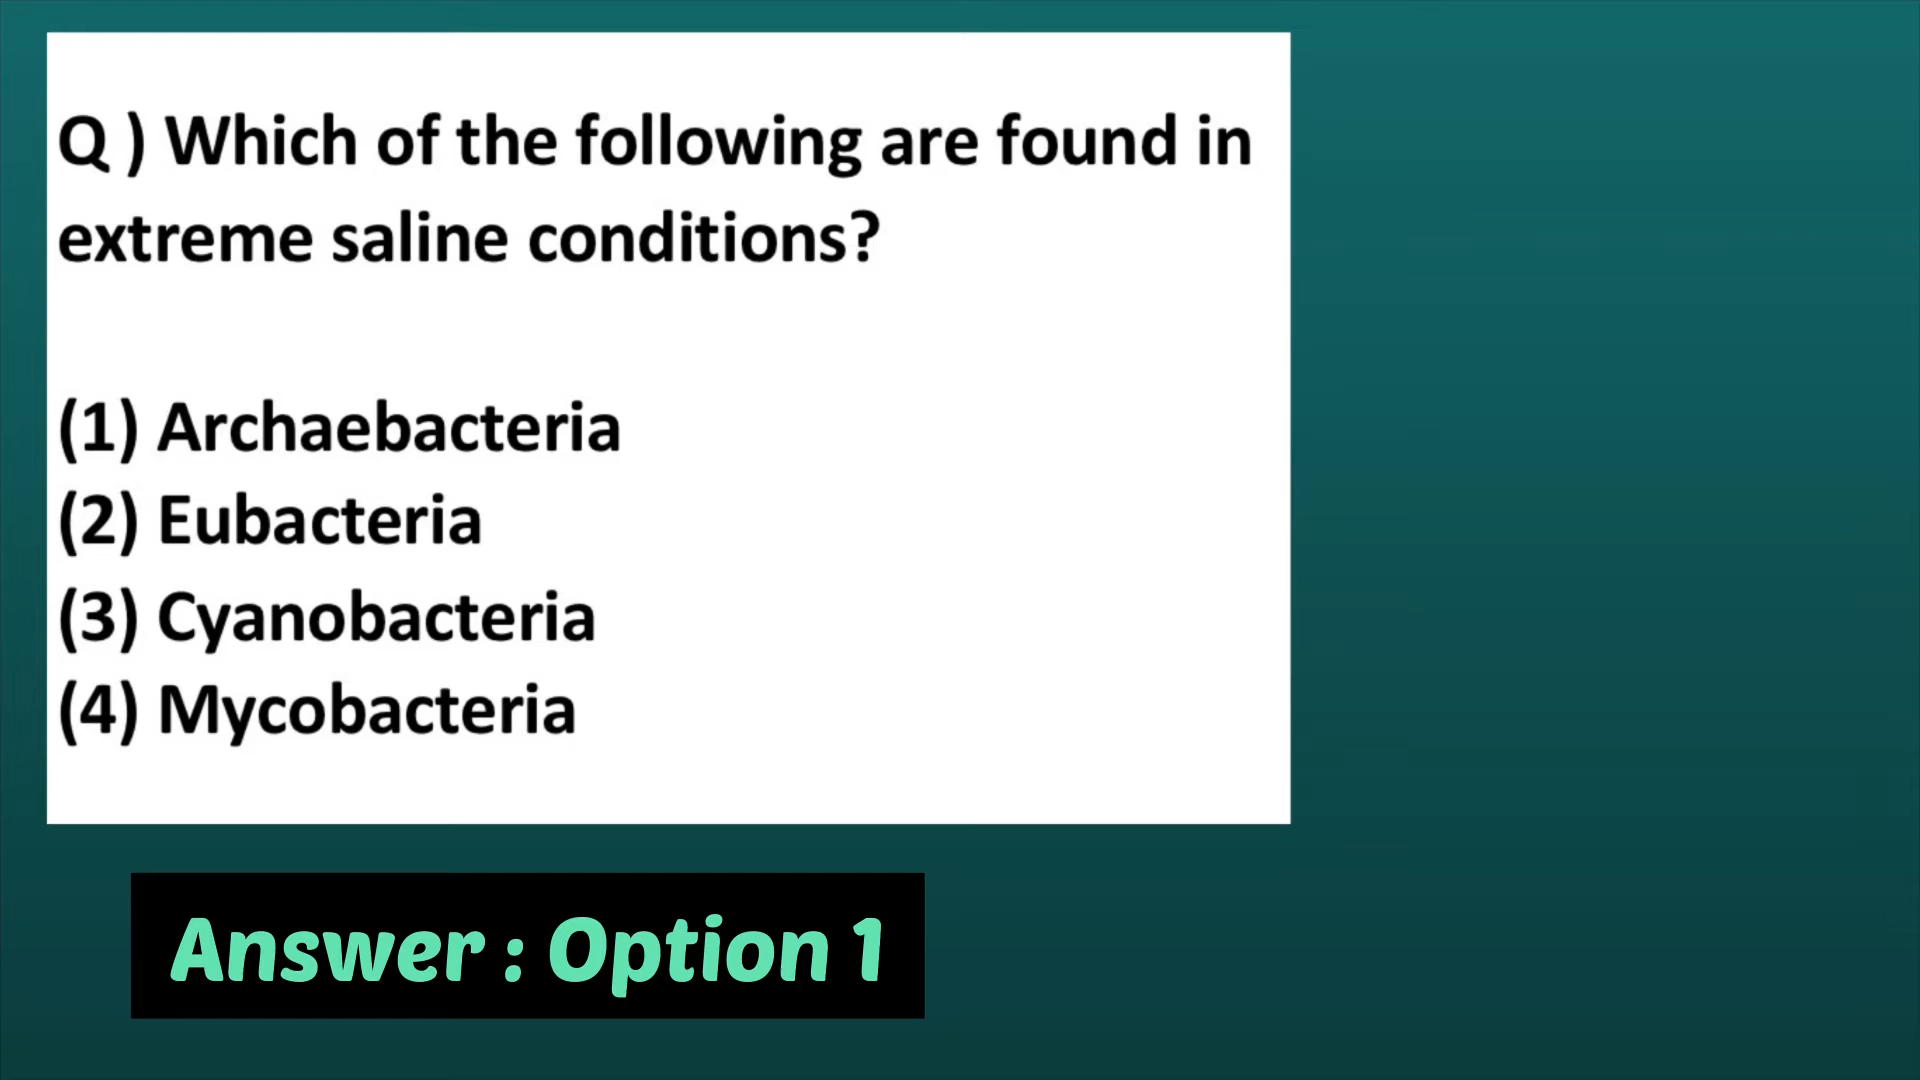 Q ) Which of the following are found in
extreme saline conditions?
(1) Archaebacteria
(2) Eubacteria
(3) Cyanobacteria
(4) Mycobacteria
Answer : Option 1